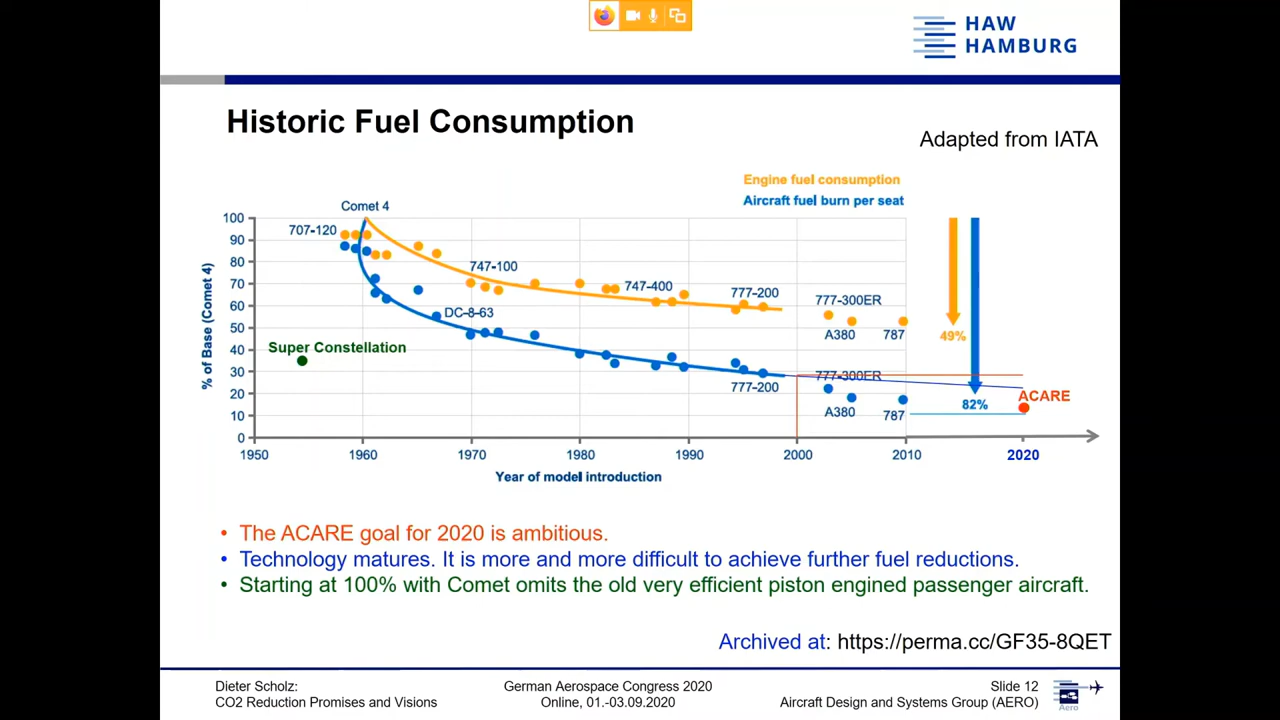 HAW
HAMBURG
Historic Fuel Consumption
Adapted from IATA
Engine fuel consumption
Aircraft fuel burn per seat
Comet 4
707-120
747-100
747-400
777-200
777-300ER
A380
787
DC-8-63
Super Constellation
777-200
777-300ER
A380
787
49%
82%
ACARE
% of Base (Comet 4)
100
90
80
70
60
50
40
30
20
10
0
1950
1960
1970
1980
1990
2000
2010
2020
Year of model introduction
• The ACARE goal for 2020 is ambitious.
• Technology matures. It is more and more difficult to achieve further fuel reductions.
• Starting at 100% with Comet omits the old very efficient piston engined passenger aircraft.
Archived at: https://perma.cc/GF35-8QET
Dieter Scholz:
CO2 Reduction Promises and Visions
German Aerospace Congress 2020
Online, 01.-03.09.2020
Slide 12
Aircraft Design and Systems Group (AERO)
Aero